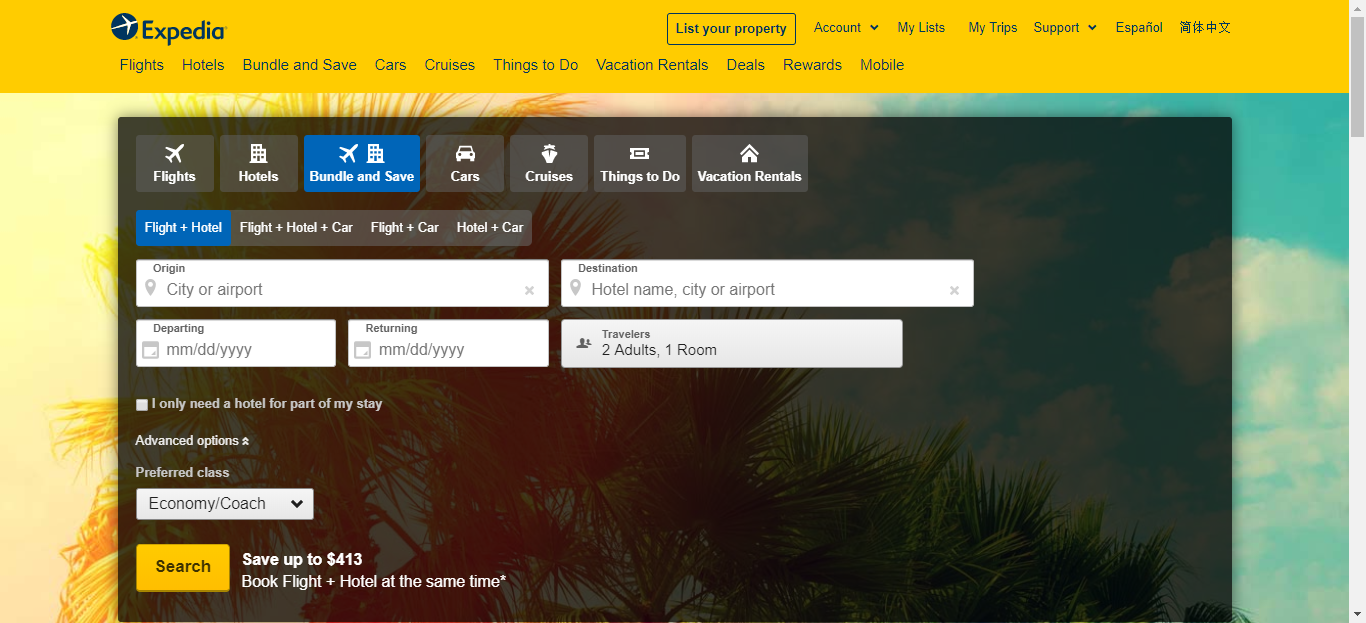 Expedia
List your property
Account
My Lists
My Trips
Support
Español
简体中文
Flights
Hotels
Bundle and Save
Cars
Cruises
Things to Do
Vacation Rentals
Deals
Rewards
Mobile
Flights
Hotels
Bundle and Save
Cars
Cruises
Things to Do
Vacation Rentals
Flight + Hotel
Flight + Hotel + Car
Flight + Car
Hotel + Car
Origin
City or airport
Destination
Hotel name, city or airport
Departing
mm/dd/yyyy
Returning
mm/dd/yyyy
Travelers
2 Adults, 1 Room
I only need a hotel for part of my stay
Advanced options
Preferred class
Economy/Coach
Search
Save up to $413
Book Flight + Hotel at the same time*